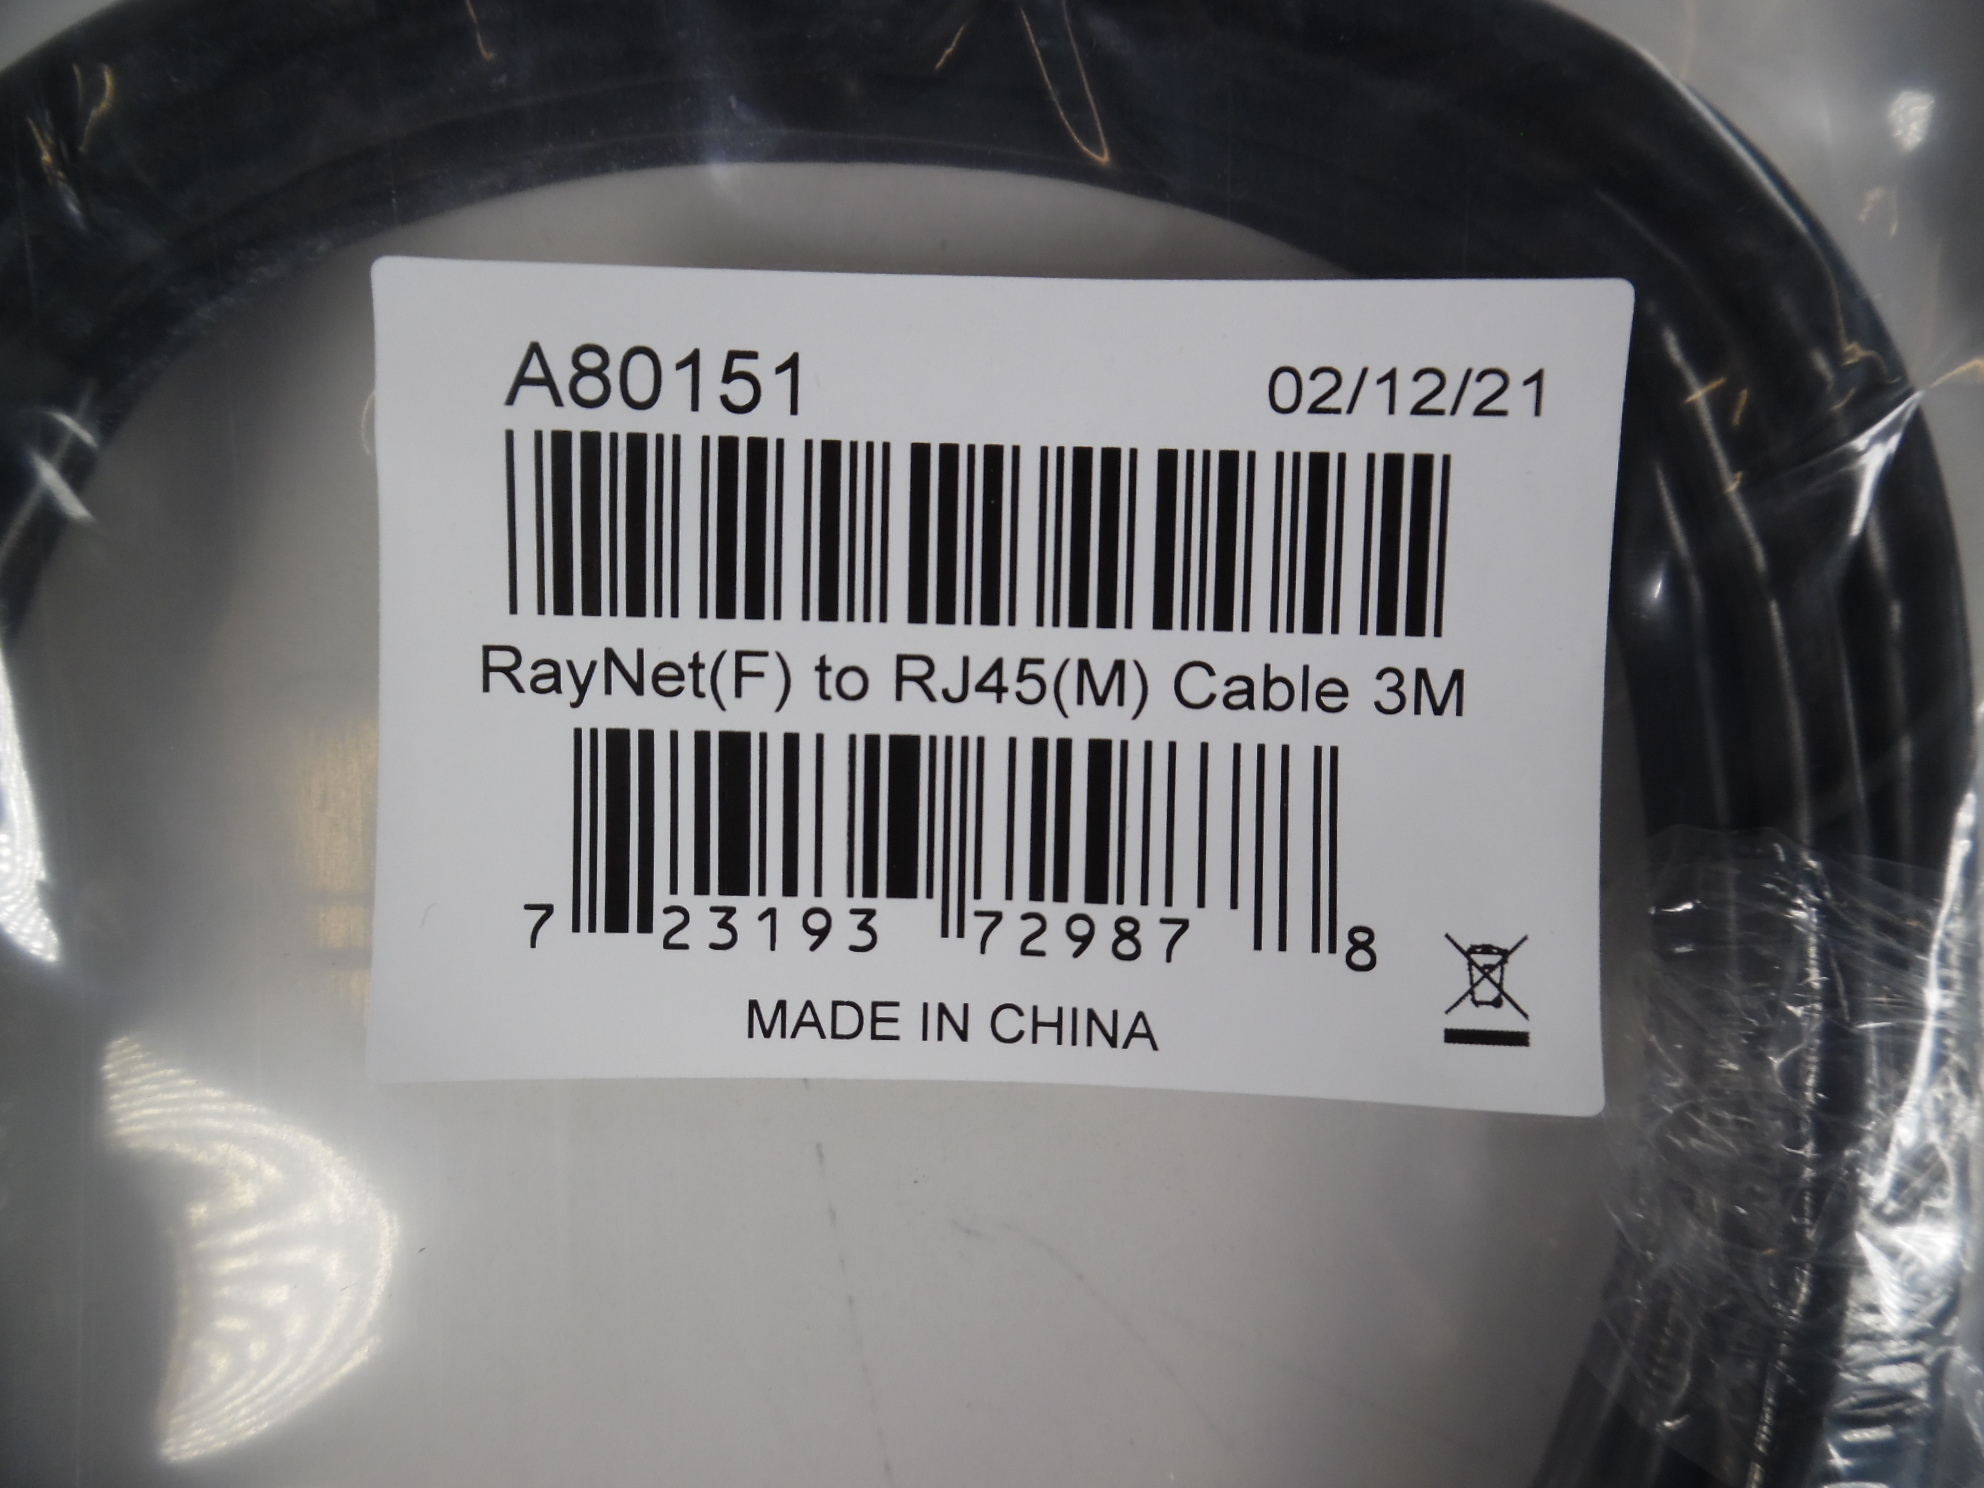 A80151 02/12/21
RayNet(F) to RJ45(M) Cable 3M
7 23193 72987 8
MADE IN CHINA